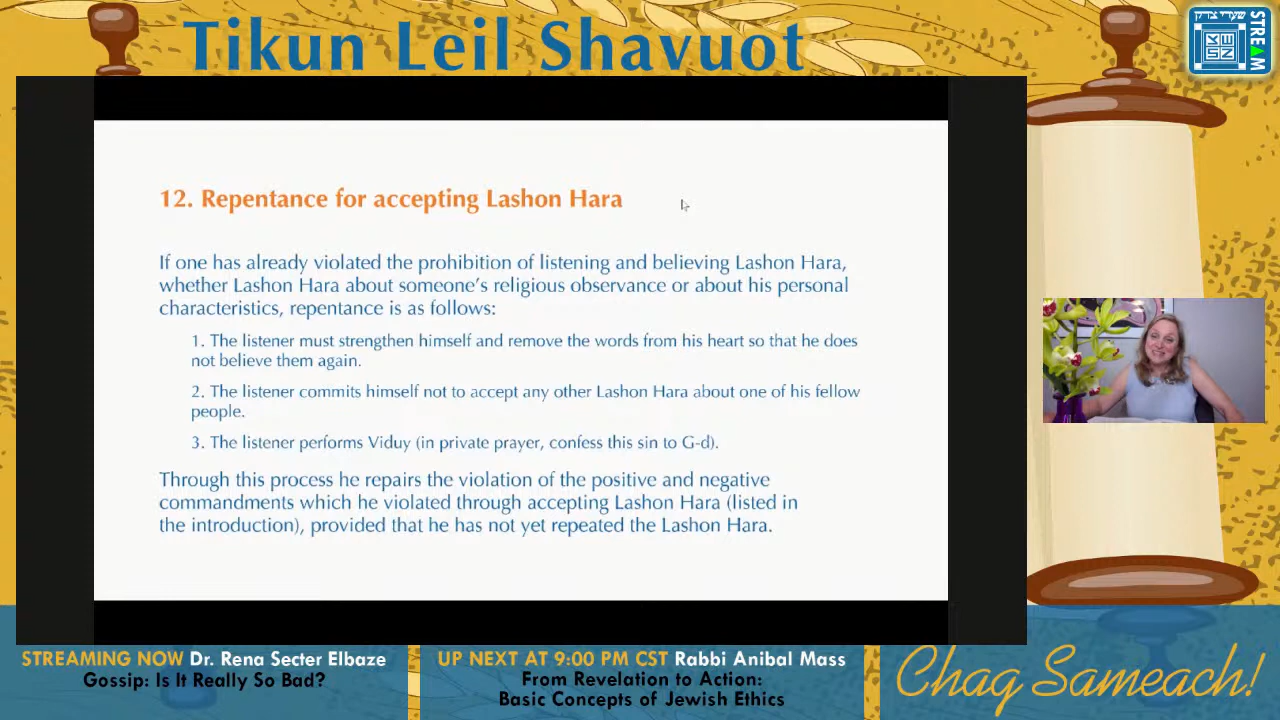 Tikun Leil Shavuot
שערי צדק
STREAM
12. Repentance for accepting Lashon Hara
If one has already violated the prohibition of listening and believing Lashon Hara,
whether Lashon Hara about someone's religious observance or about his personal
characteristics, repentance is as follows:
1. The listener must strengthen himself and remove the words from his heart so that he does
not believe them again.
2. The listener commits himself not to accept any other Lashon Hara about one of his fellow
people.
3. The listener performs Viduy (in private prayer, confess this sin to G-d).
Through this process he repairs the violation of the positive and negative
commandments which he violated through accepting Lashon Hara (listed in
the introduction), provided that he has not yet repeated the Lashon Hara.
STREAMING NOW Dr. Rena Secter Elbaze
Gossip: Is It Really So Bad?
UP NEXT AT 9:00 PM CST Rabbi Anibal Mass
From Revelation to Action:
Basic Concepts of Jewish Ethics
Chag Sameach!